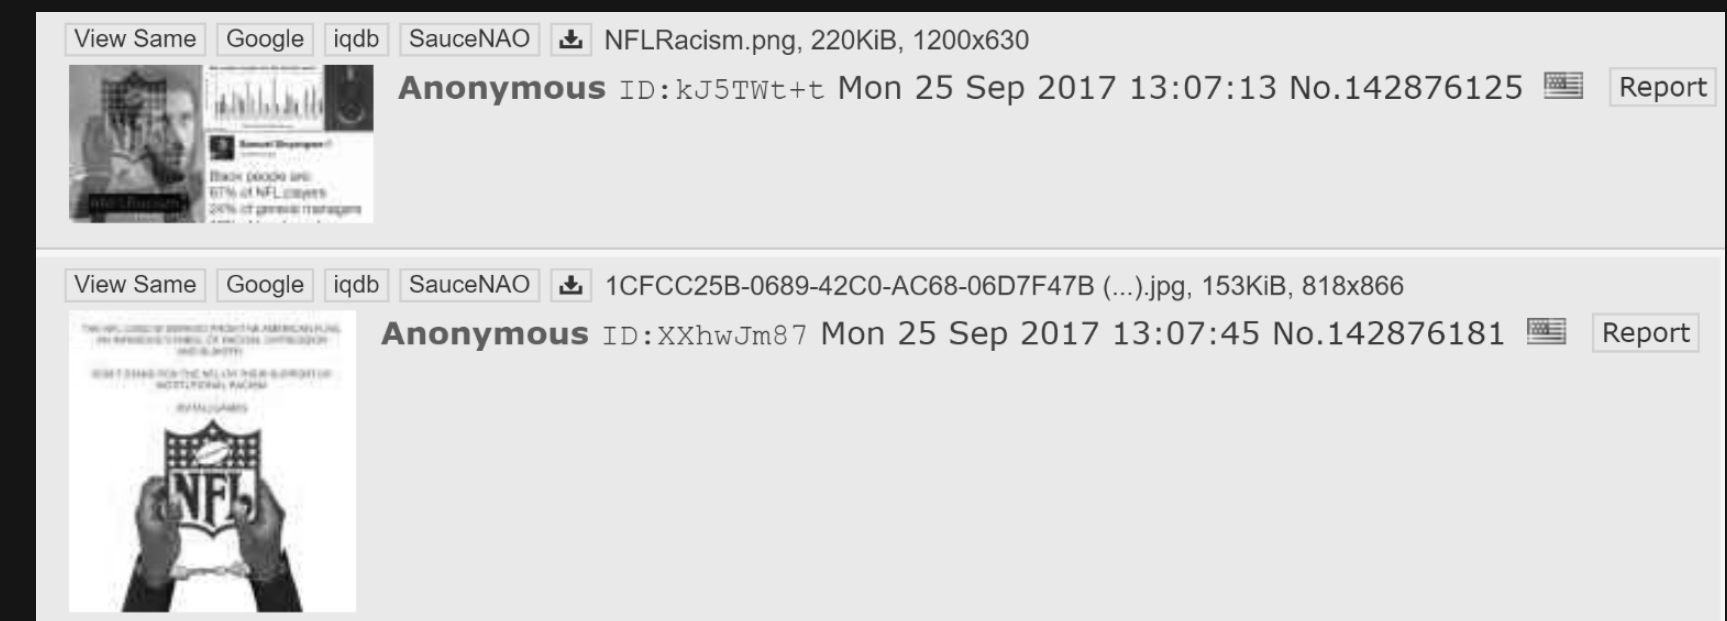 View Same Google iqdb SauceNAO NFLRacism.png, 220KiB, 1200x630
Anonymous ID:kJ5TWt+t Mon 25 Sep 2017 13:07:13 No.142876125 Report
Black people are:
67% of NFL players
24% of general managers
View Same Google iqdb SauceNAO 1CFCC25B-0689-42C0-AC68-06D7F47B (...).jpg, 153KiB, 818x866
Anonymous ID:XXhwJm87 Mon 25 Sep 2017 13:07:45 No.142876181 Report
NFL